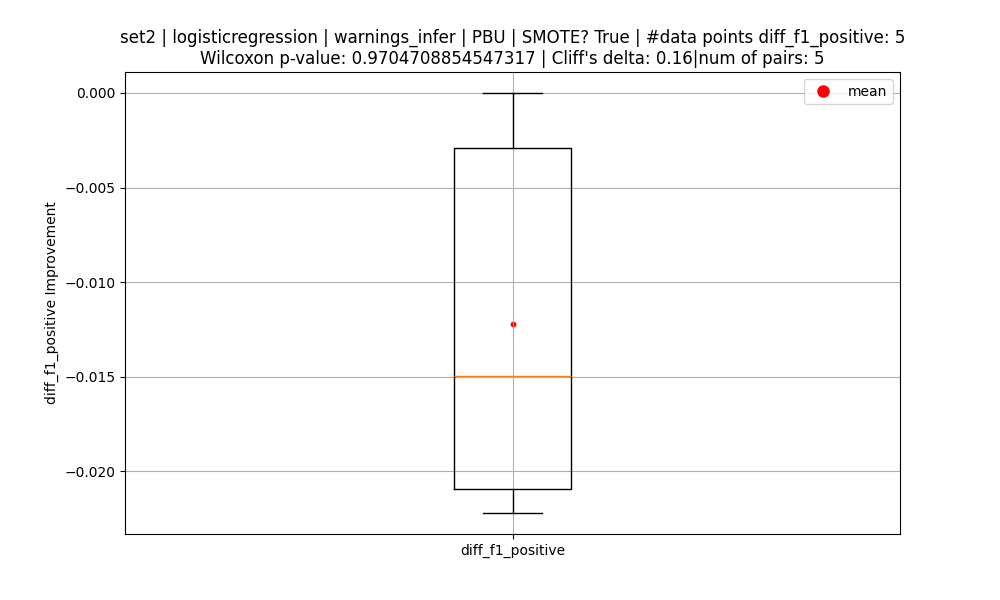 set2 | logisticregression | warnings_infer | PBU | SMOTE? True | #data points diff_f1_positive: 5
Wilcoxon p-value: 0.9704708854547317 | Cliff's delta: 0.16|num of pairs: 5
mean
0.000
−0.005
−0.010
−0.015
−0.020
diff_f1_positive Improvement
diff_f1_positive